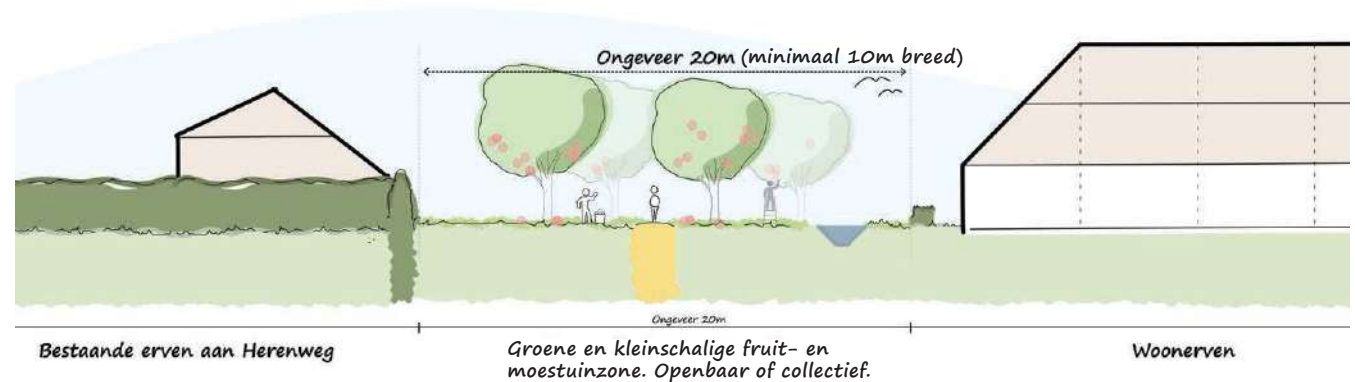 Ongeveer 20m (minimaal 10m breed)
Ongeveer 20m
Bestaande erven aan Herenweg
Groene en kleinschalige fruit- en
moestuinzone. Openbaar of collectief.
Woonerven